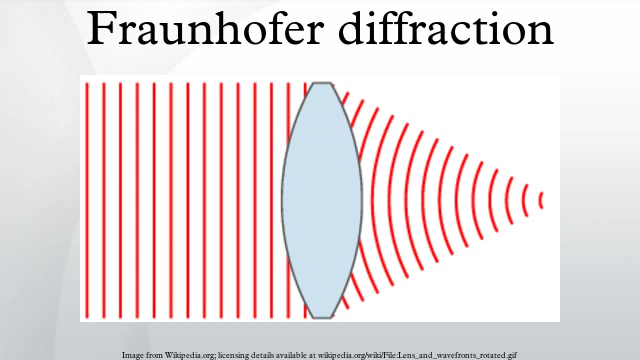 Fraunhofer diffraction
Image from Wikipedia.org; licensing details available at wikipedia.org/wiki/File:Lens_and_wavefronts_rotated.gif